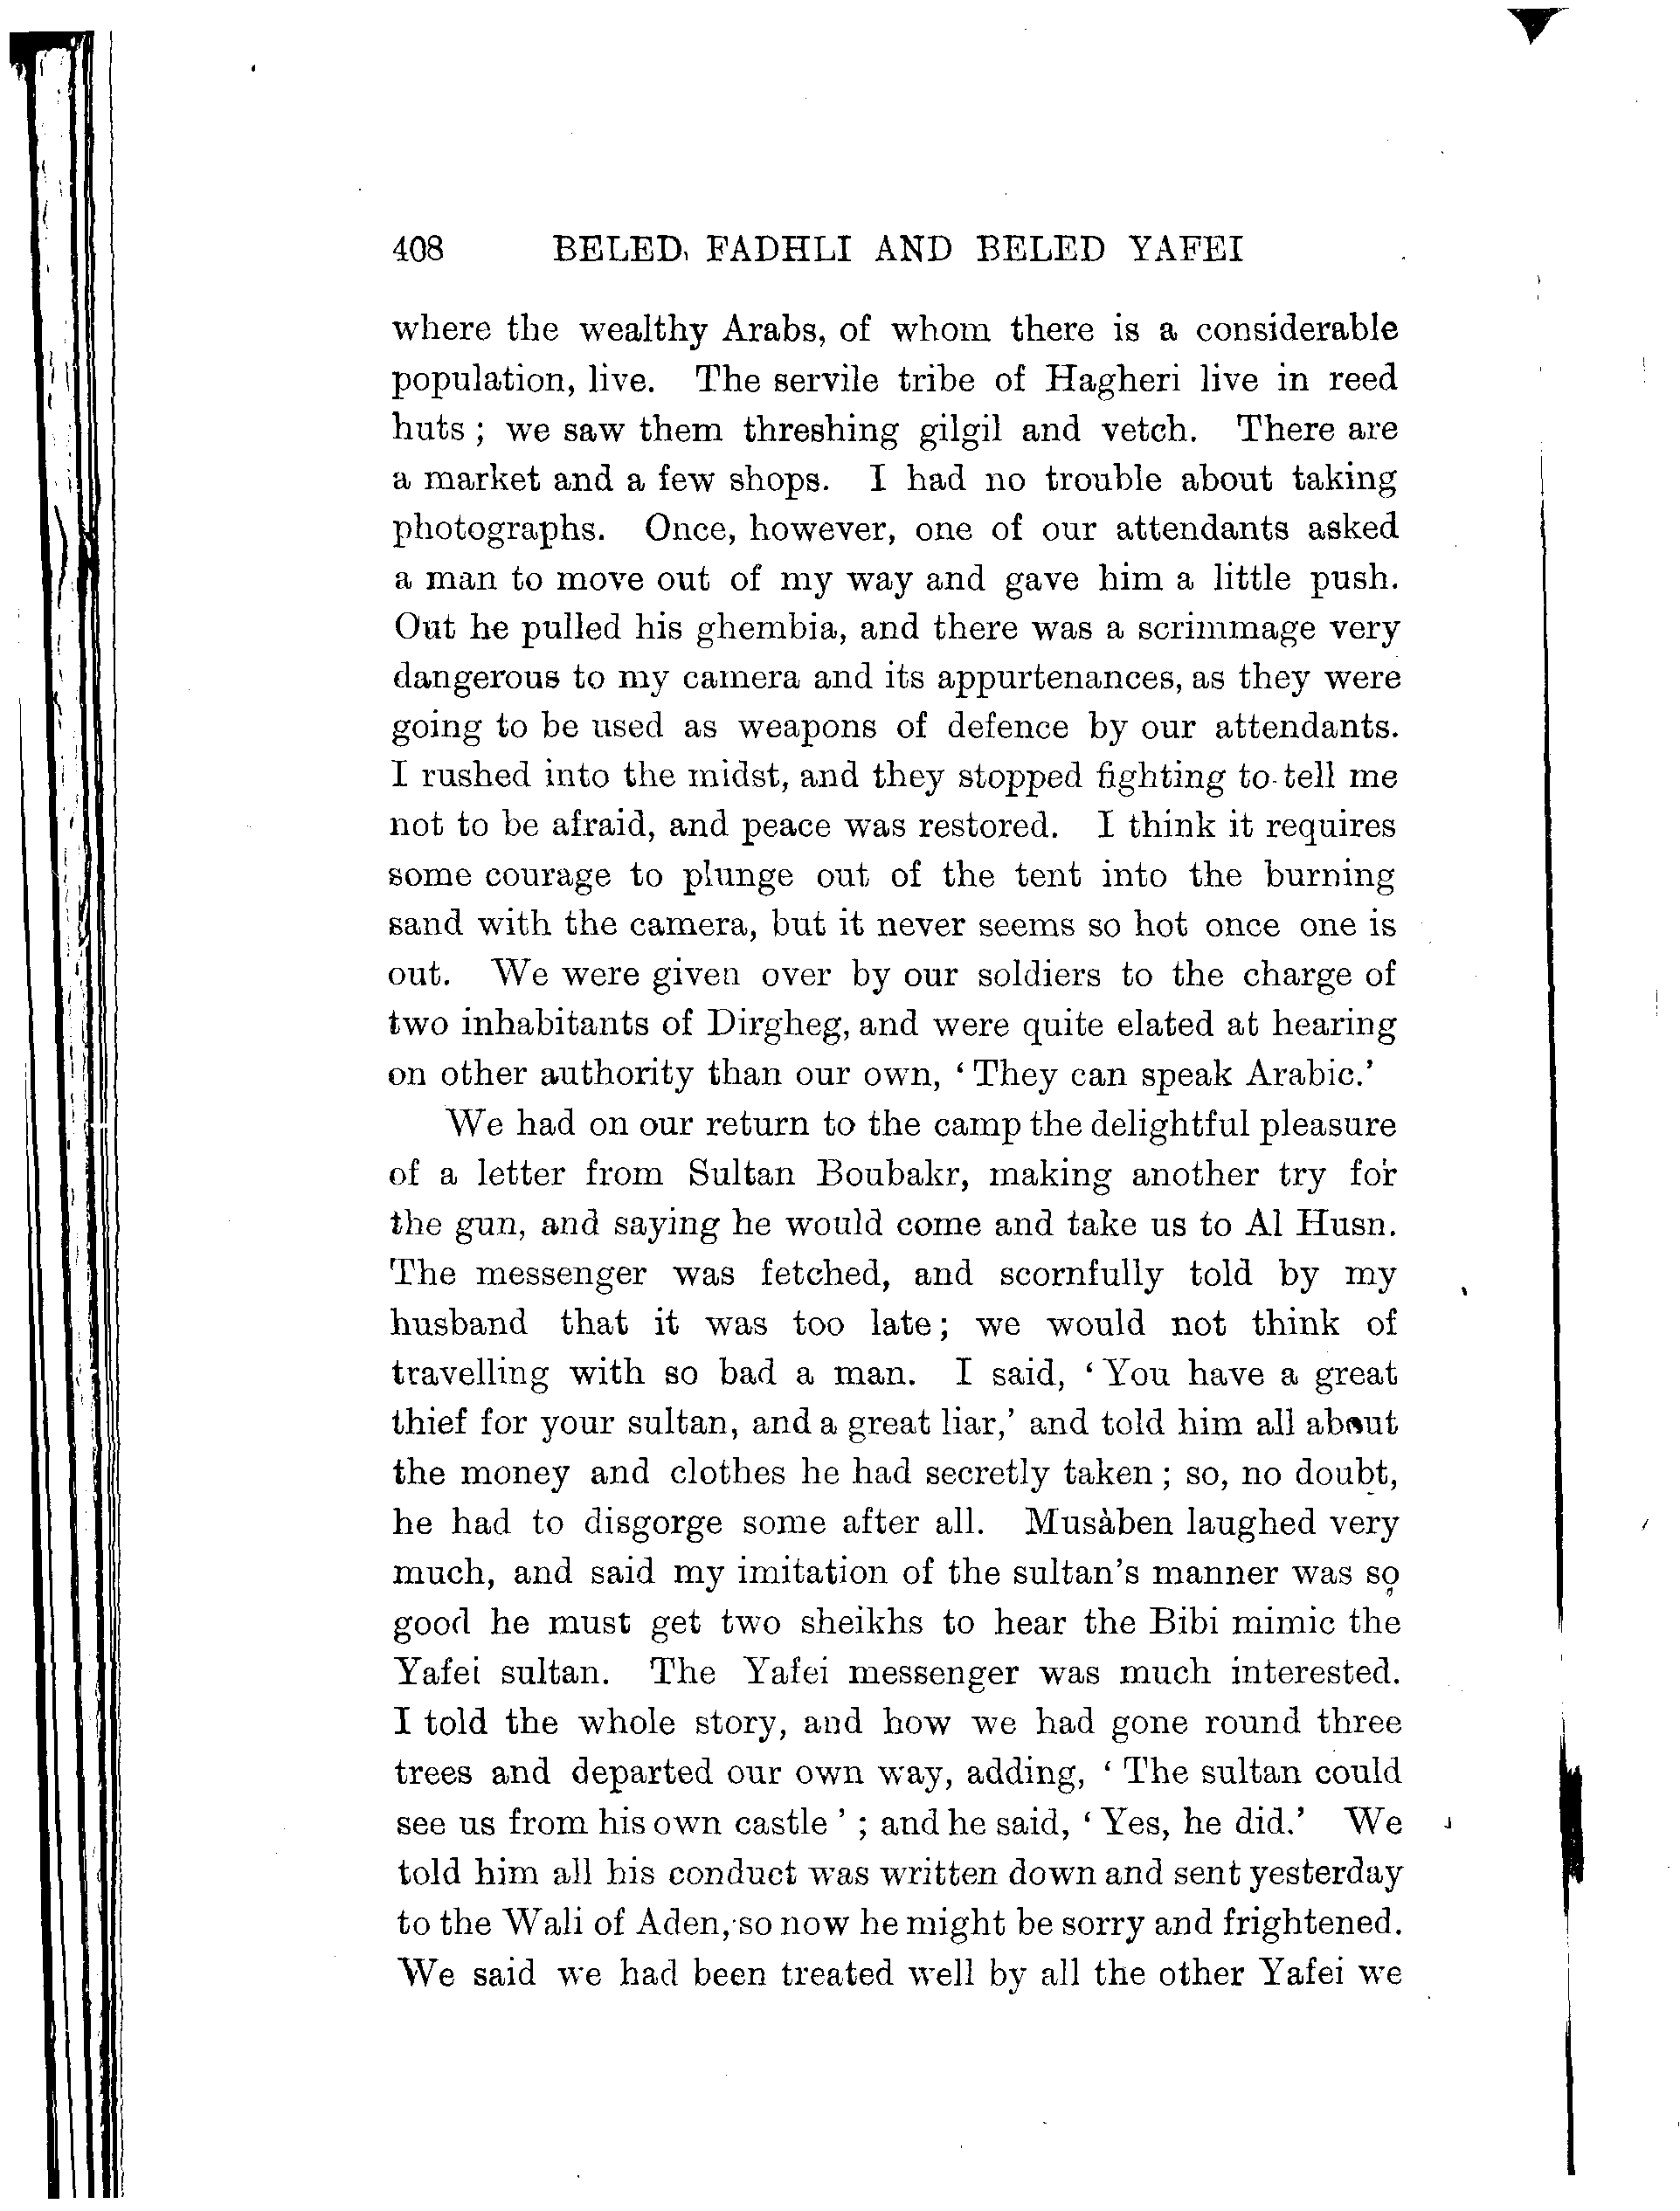 408 BELED FADHLI AND BELED YAFEI
where the wealthy Arabs, of whom there is a considerable
population, live. The servile tribe of Hagheri live in reed
huts ; we saw them threshing gilgil and vetch. There are
a market and a few shops. I had no trouble about taking
photographs. Once, however, one of our attendants asked
a man to move out of my way and gave him a little push.
Out he pulled his ghembia, and there was a scrimmage very
dangerous to my camera and its appurtenances, as they were
going to be used as weapons of defence by our attendants.
I rushed into the midst, and they stopped fighting to tell me
not to be afraid, and peace was restored. I think it requires
some courage to plunge out of the tent into the burning
sand with the camera, but it never seems so hot once one is
out. We were given over by our soldiers to the charge of
two inhabitants of Dirgheg, and were quite elated at hearing
on other authority than our own, ‘ They can speak Arabic.’
We had on our return to the camp the delightful pleasure
of a letter from Sultan Boubakr, making another try for
the gun, and saying he would come and take us to Al Husn.
The messenger was fetched, and scornfully told by my
husband that it was too late; we would not think of
travelling with so bad a man. I said, ‘ You have a great
thief for your sultan, and a great liar,’ and told him all about
the money and clothes he had secretly taken ; so, no doubt,
he had to disgorge some after all. Musàben laughed very
much, and said my imitation of the sultan’s manner was so
good he must get two sheikhs to hear the Bibi mimic the
Yafei sultan. The Yafei messenger was much interested.
I told the whole story, and how we had gone round three
trees and departed our own way, adding, ‘ The sultan could
see us from his own castle ’ ; and he said, ‘ Yes, he did.’ We
told him all his conduct was written down and sent yesterday
to the Wali of Aden, so now he might be sorry and frightened.
We said we had been treated well by all the other Yafei we